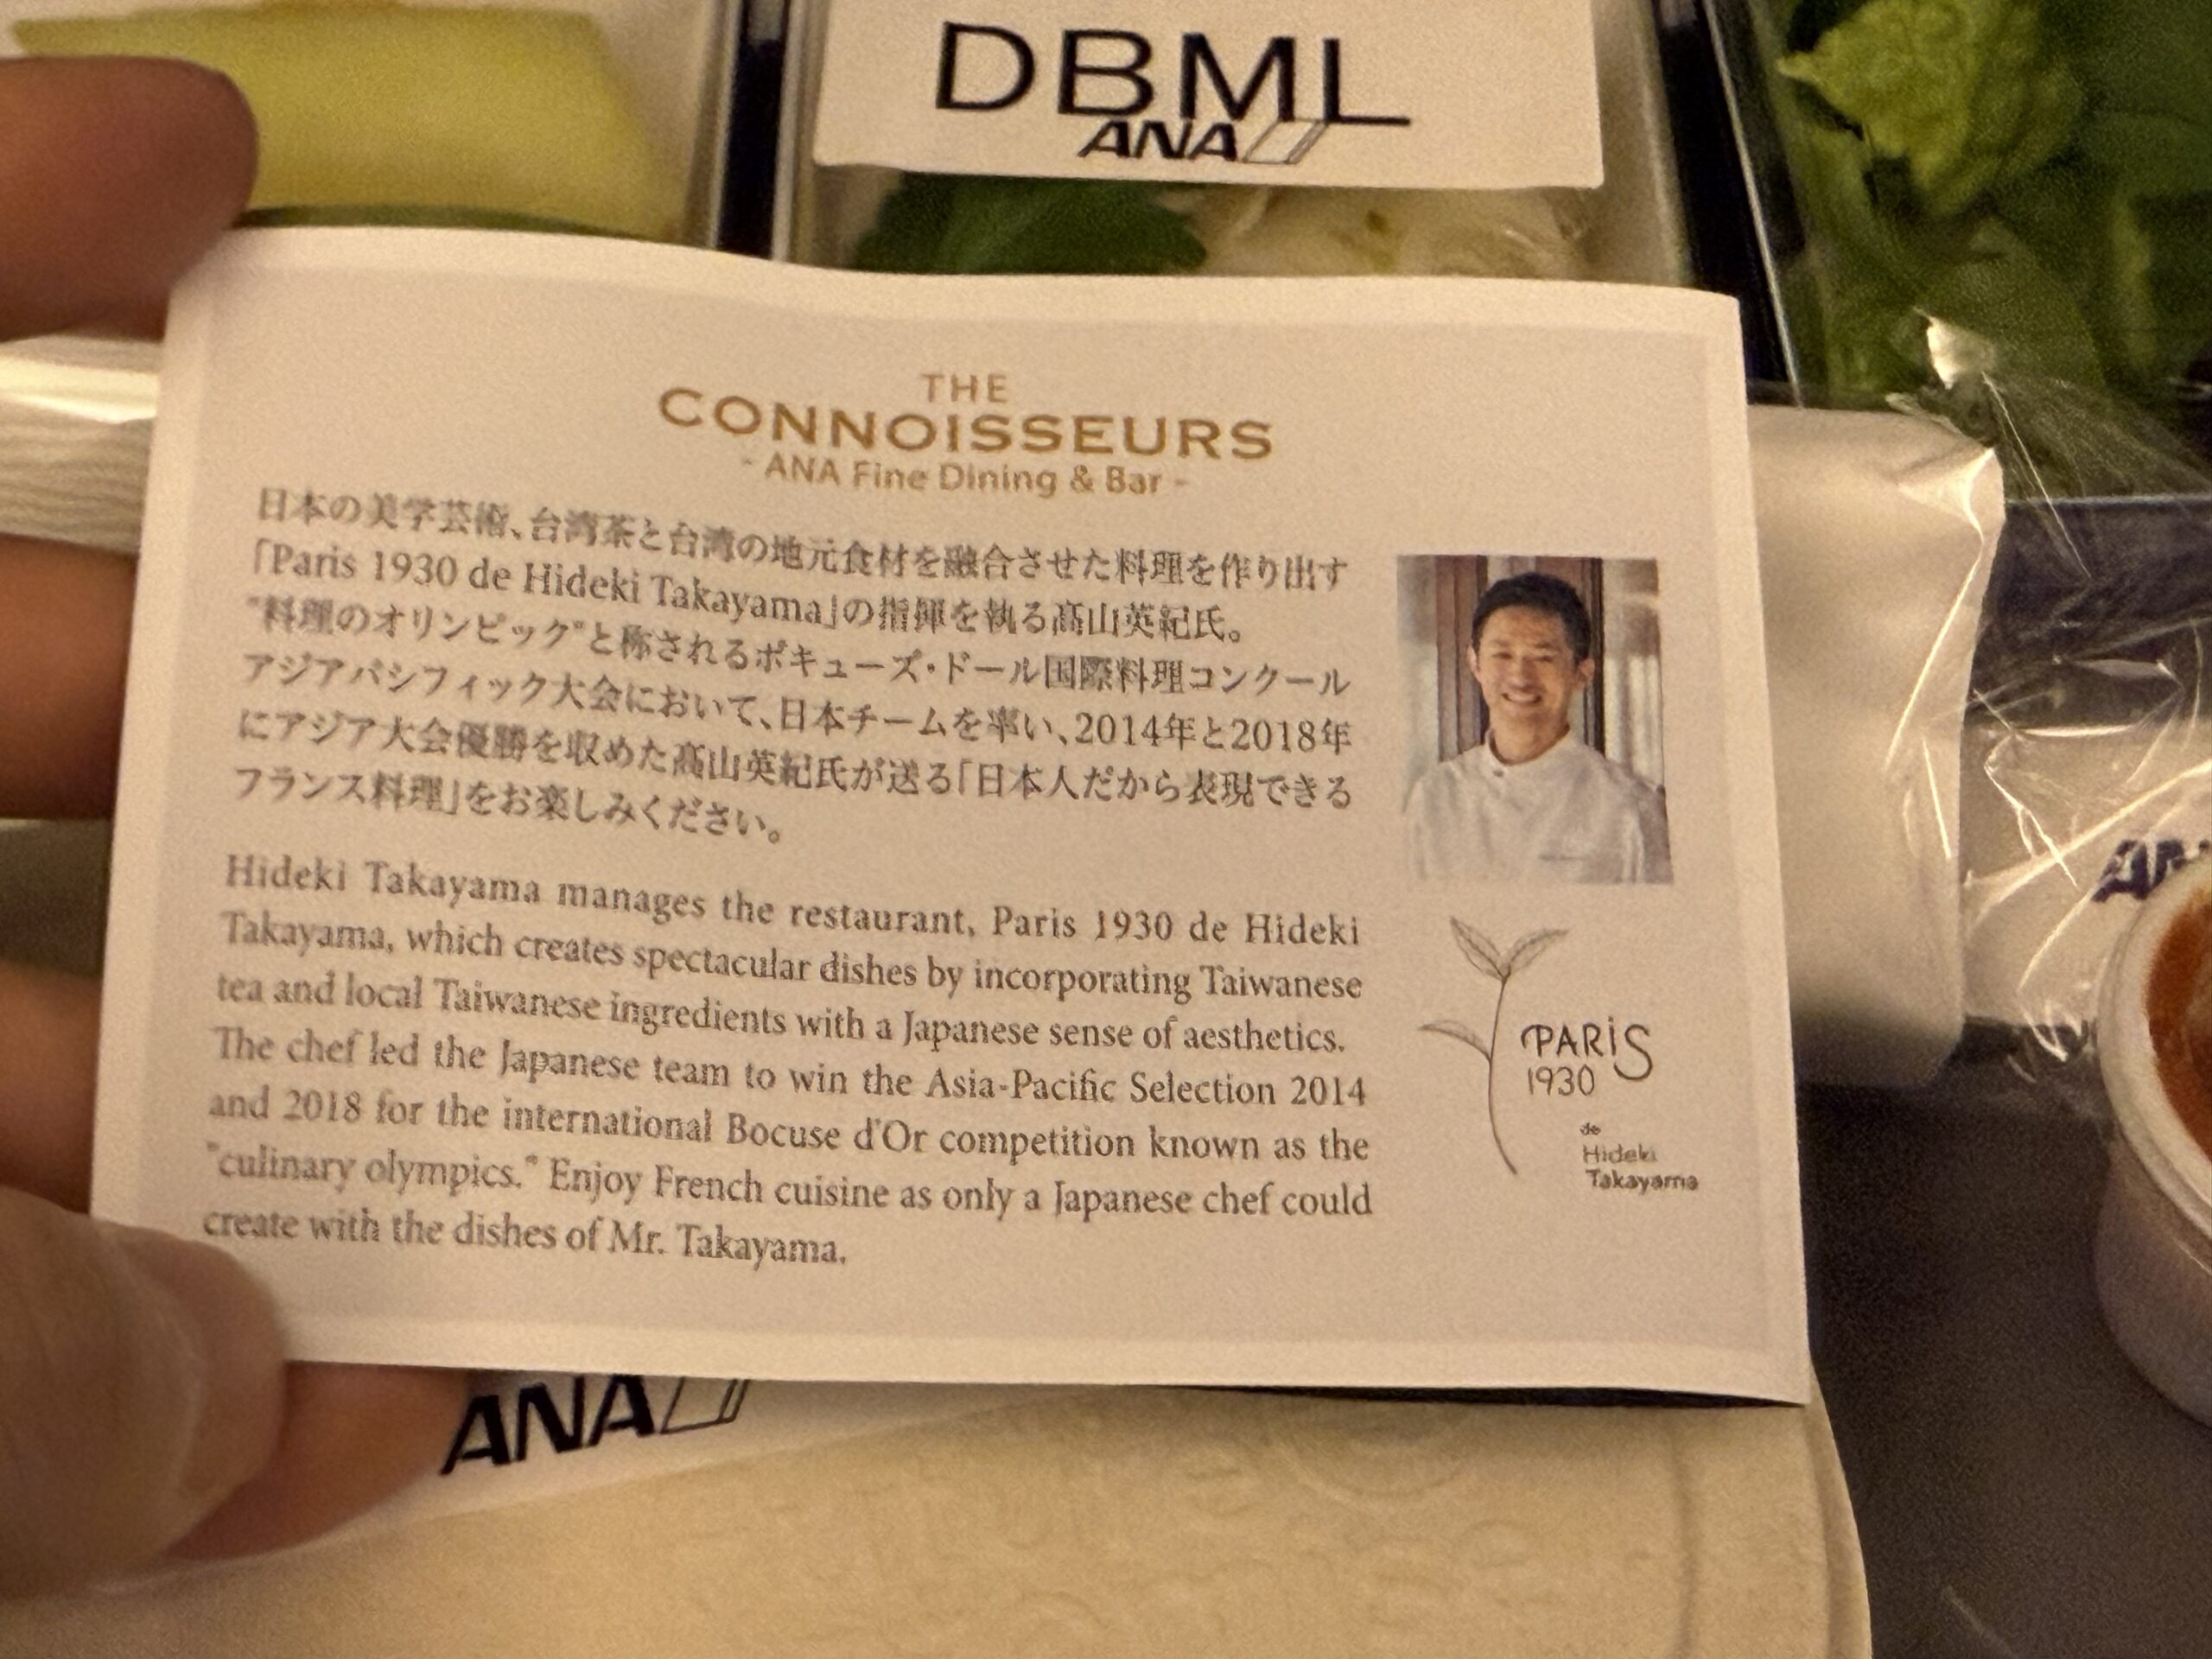 DBML
ANA
THE
CONNOISSEURS
- ANA Fine Dining & Bar -
日本の美学芸術、台湾茶と台湾の地元食材を融合させた料理を作り出す
「Paris 1930 de Hideki Takayama」の指揮を執る髙山英紀氏。
"料理のオリンピック"と称されるボキューズ・ドール国際料理コンクール
アジアパシフィック大会において、日本チームを率い、2014年と2018年
にアジア大会優勝を収めた髙山英紀氏が送る「日本人だから表現できる
フランス料理」をお楽しみください。
Hideki Takayama manages the restaurant, Paris 1930 de Hideki
Takayama, which creates spectacular dishes by incorporating Taiwanese
tea and local Taiwanese ingredients with a Japanese sense of aesthetics.
The chef led the Japanese team to win the Asia-Pacific Selection 2014
and 2018 for the international Bocuse d'Or competition known as the
"culinary olympics." Enjoy French cuisine as only a Japanese chef could
create with the dishes of Mr. Takayama.
PARIS
1930
de
Hideki
Takayama
ANA